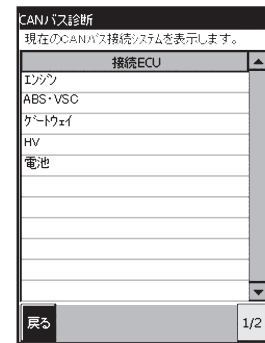 CANバス診断
現在のCANバス接続システムを表示します。
接続ECU
エンジン
ABS・VSC
ゲートウェイ
HV
電池
戻る
1/2